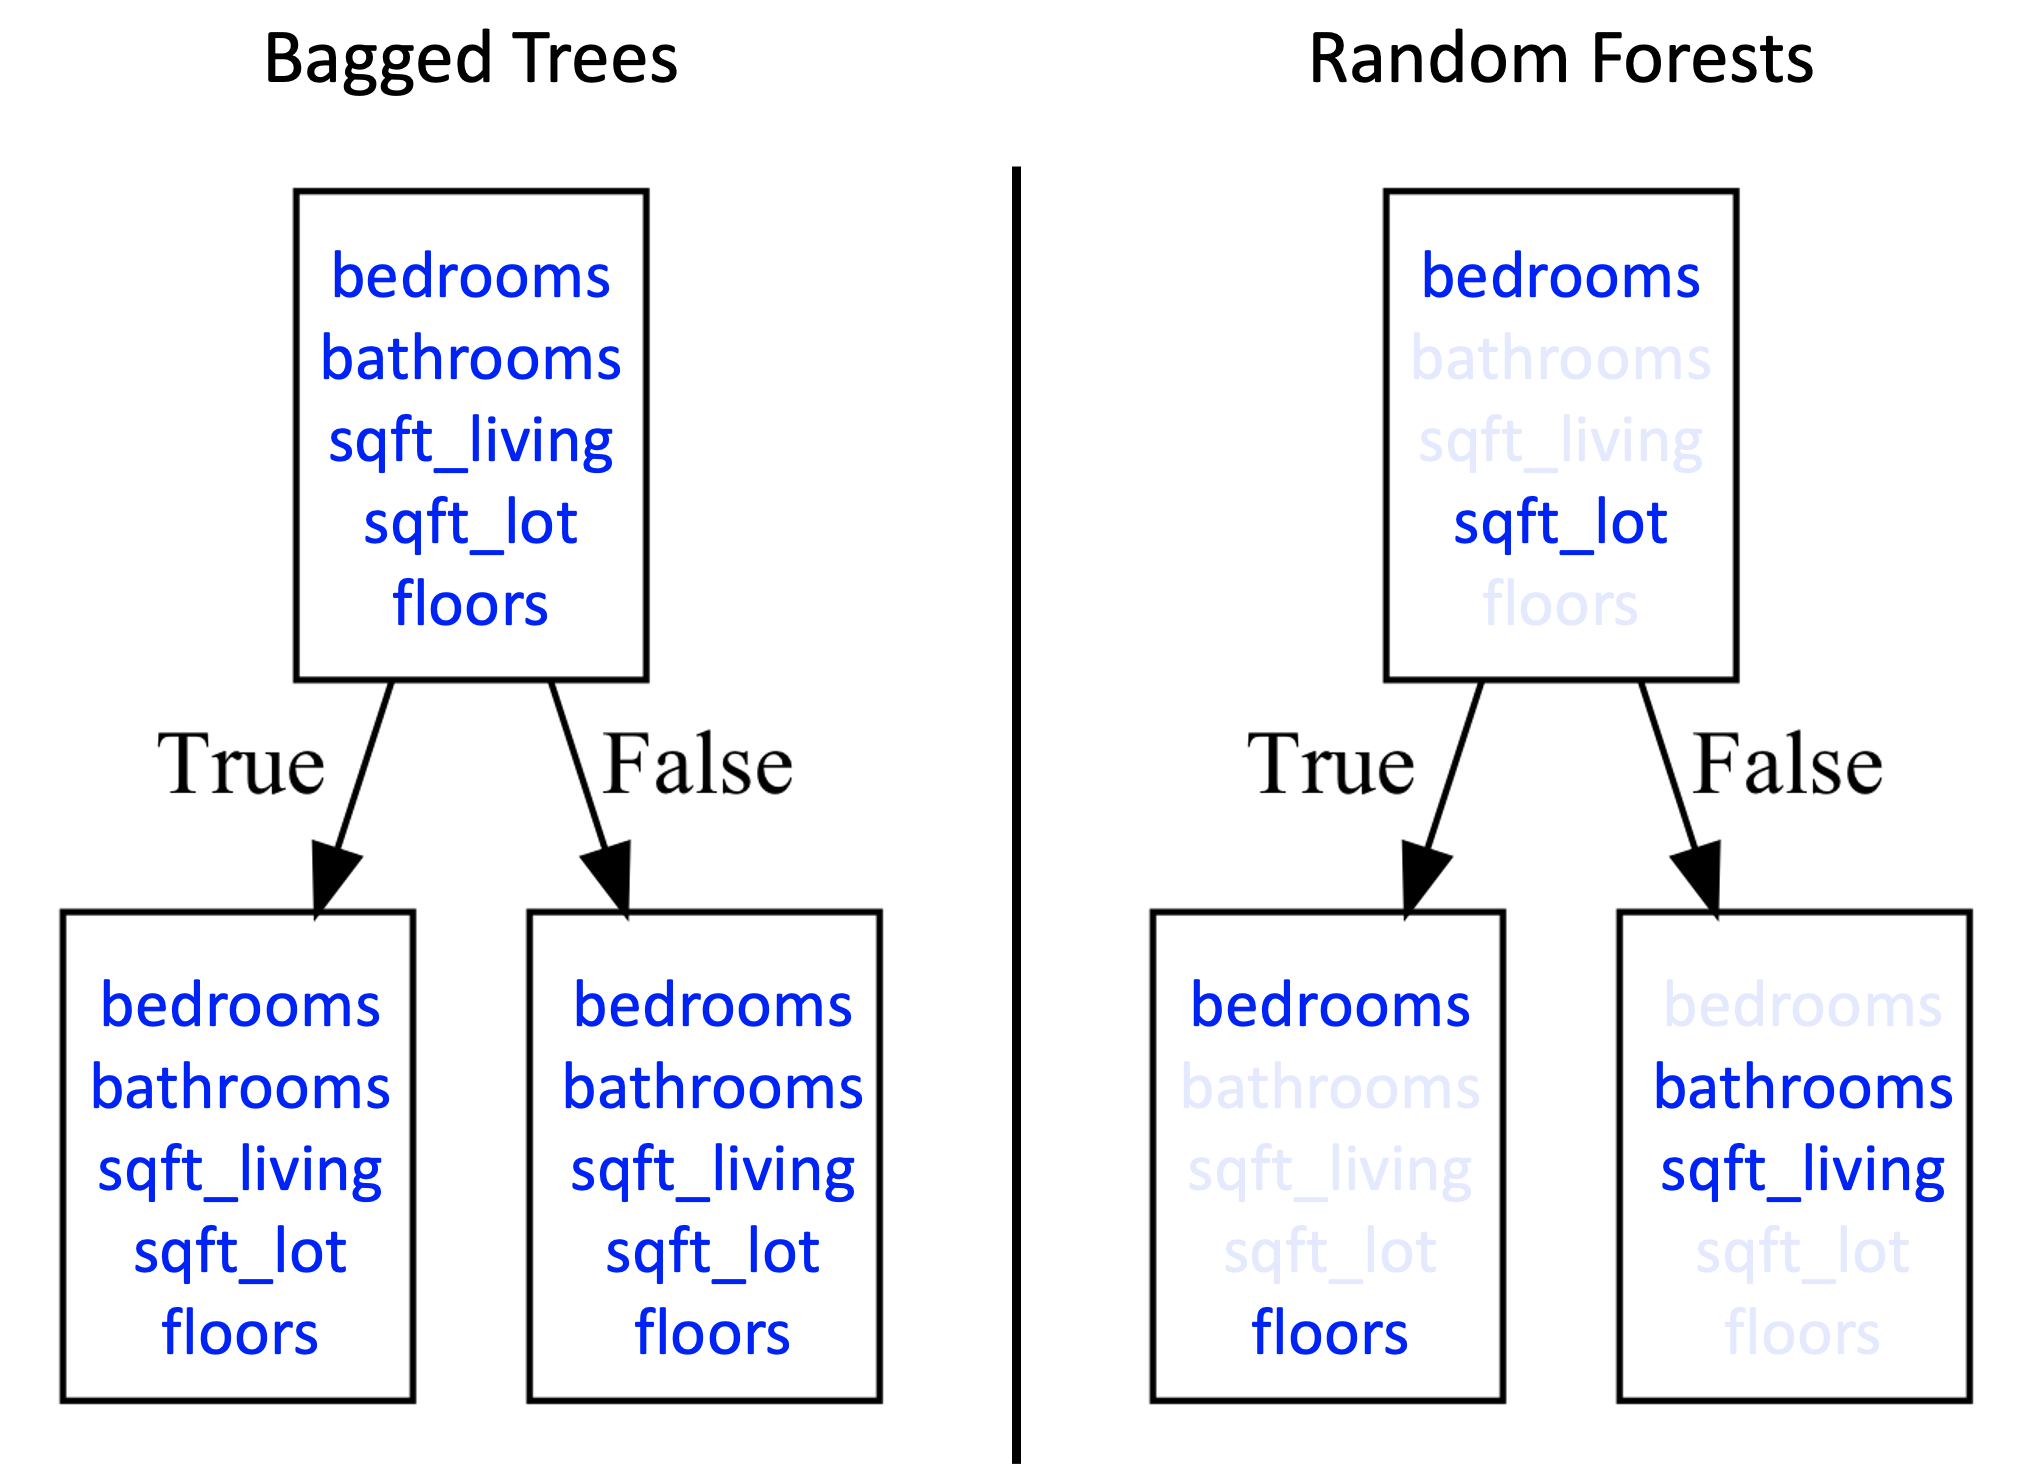 Bagged Trees
bedrooms
bathrooms
sqft_living
sqft_lot
floors
True
False
bedrooms
bathrooms
sqft_living
sqft_lot
floors
bedrooms
bathrooms
sqft_living
sqft_lot
floors
Random Forests
bedrooms
bathrooms
sqft_living
sqft_lot
floors
True
False
bedrooms
bathrooms
sqft_living
sqft_lot
floors
bedrooms
bathrooms
sqft_living
sqft_lot
floors